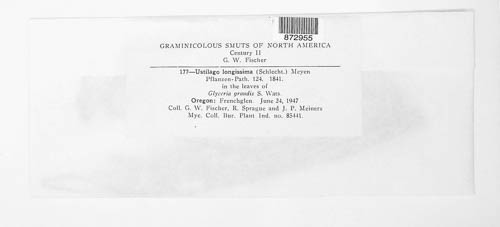 872955
GRAMINICOLOUS SMUTS OF NORTH AMERICA
Century II
G. W. Fischer
177—Ustilago longissima (Schlecht.) Meyen
Pflanzen-Path. 124. 1841.
in the leaves of
Glyceria grandis S. Wats.
Oregon: Frenchglen June 24, 1947
Coll. G. W. Fischer, R. Sprague and J. P. Meiners
Myc. Coll. Bur. Plant Ind. no. 85441.